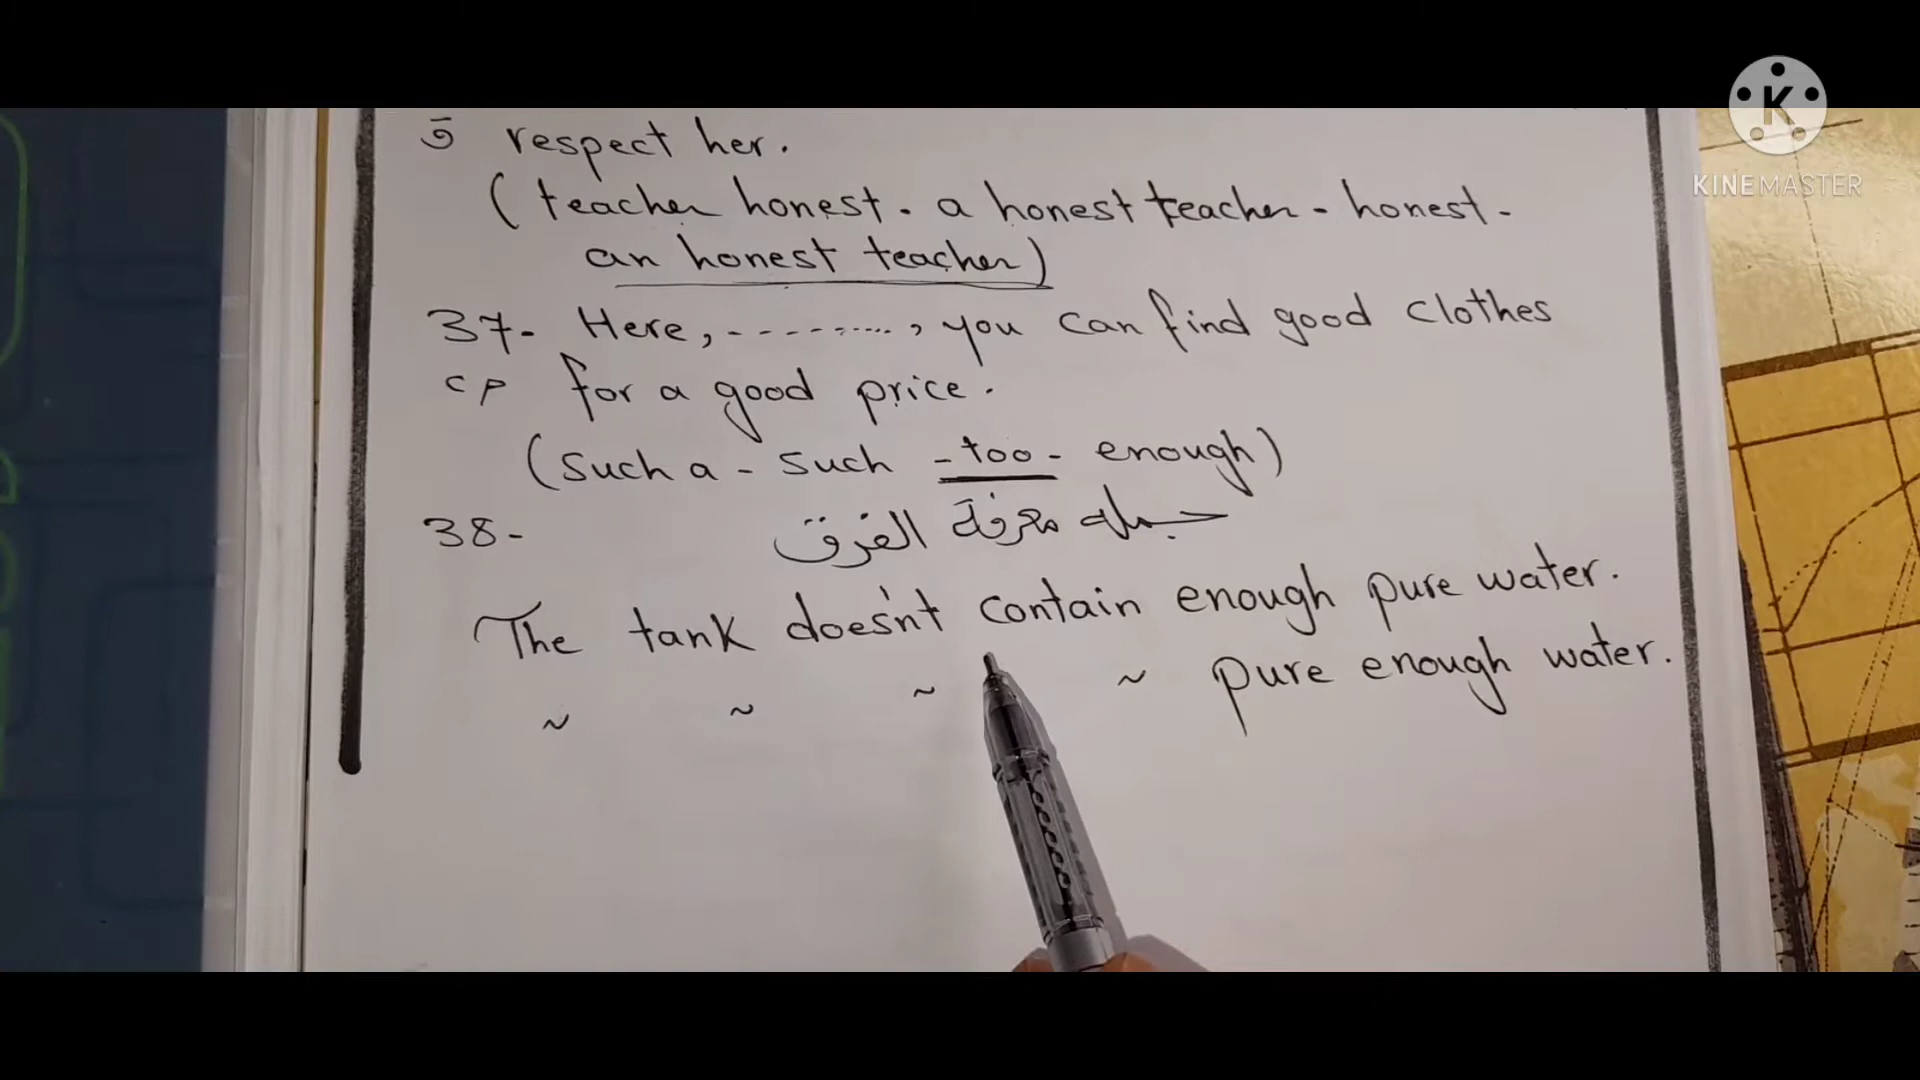 KINEMASTER
respect her.
(teacher honest. a honest teacher - honest -
an honest teacher)
37- Here, - - - - - - ...., you can find good clothes
for a good price.
(such a - such - too - enough)
38- جمله معرفة الفرق
The tank doesn't contain enough pure water.
~ ~ ~ ~ pure enough water.